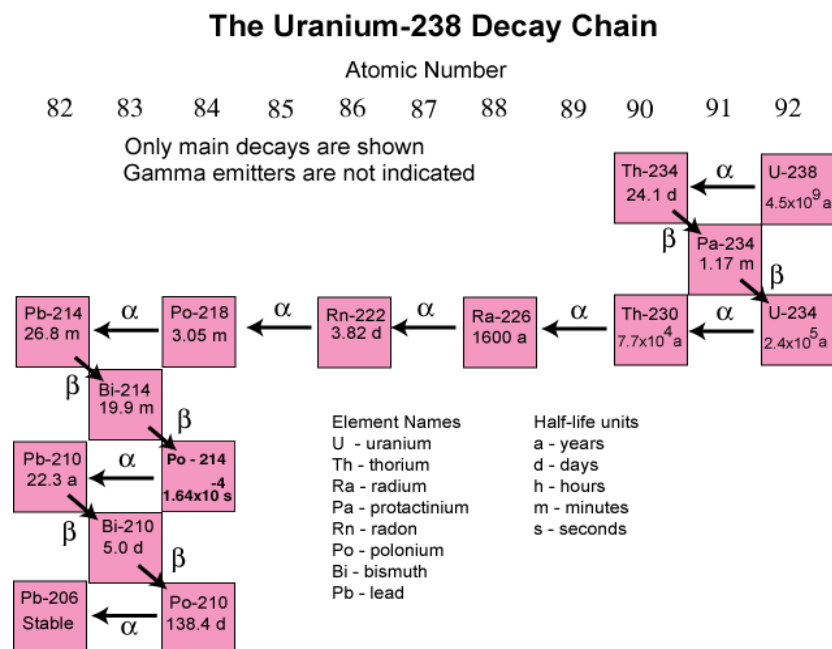 The Uranium-238 Decay Chain
Atomic Number
82 83 84 85 86 87 88 89 90 91 92
Only main decays are shown
Gamma emitters are not indicated
Th-234
24.1 d
α
U-238
4.5x10⁹ a
β
Pa-234
1.17 m
β
Pb-214
26.8 m
α
Po-218
3.05 m
α
Rn-222
3.82 d
α
Ra-226
1600 a
α
Th-230
7.7x10⁴ a
α
U-234
2.4x10⁵ a
β
Bi-214
19.9 m
β
Pb-210
22.3 a
α
Po - 214
1.64x10⁻⁴ s
β
Bi-210
5.0 d
β
Pb-206
Stable
α
Po-210
138.4 d
Element Names
U - uranium
Th - thorium
Ra - radium
Pa - protactinium
Rn - radon
Po - polonium
Bi - bismuth
Pb - lead
Half-life units
a - years
d - days
h - hours
m - minutes
s - seconds